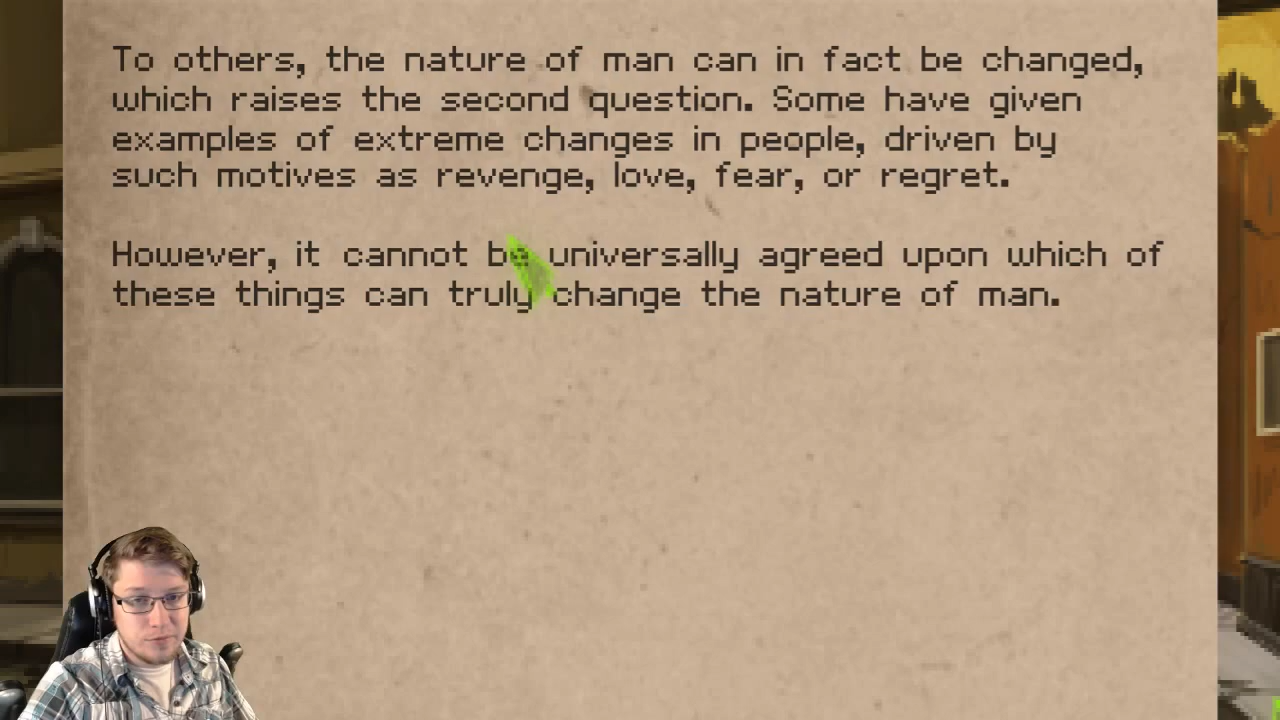 To others, the nature of man can in fact be changed,
which raises the second question. Some have given
examples of extreme changes in people, driven by
such motives as revenge, love, fear, or regret.
However, it cannot be universally agreed upon which of
these things can truly change the nature of man.